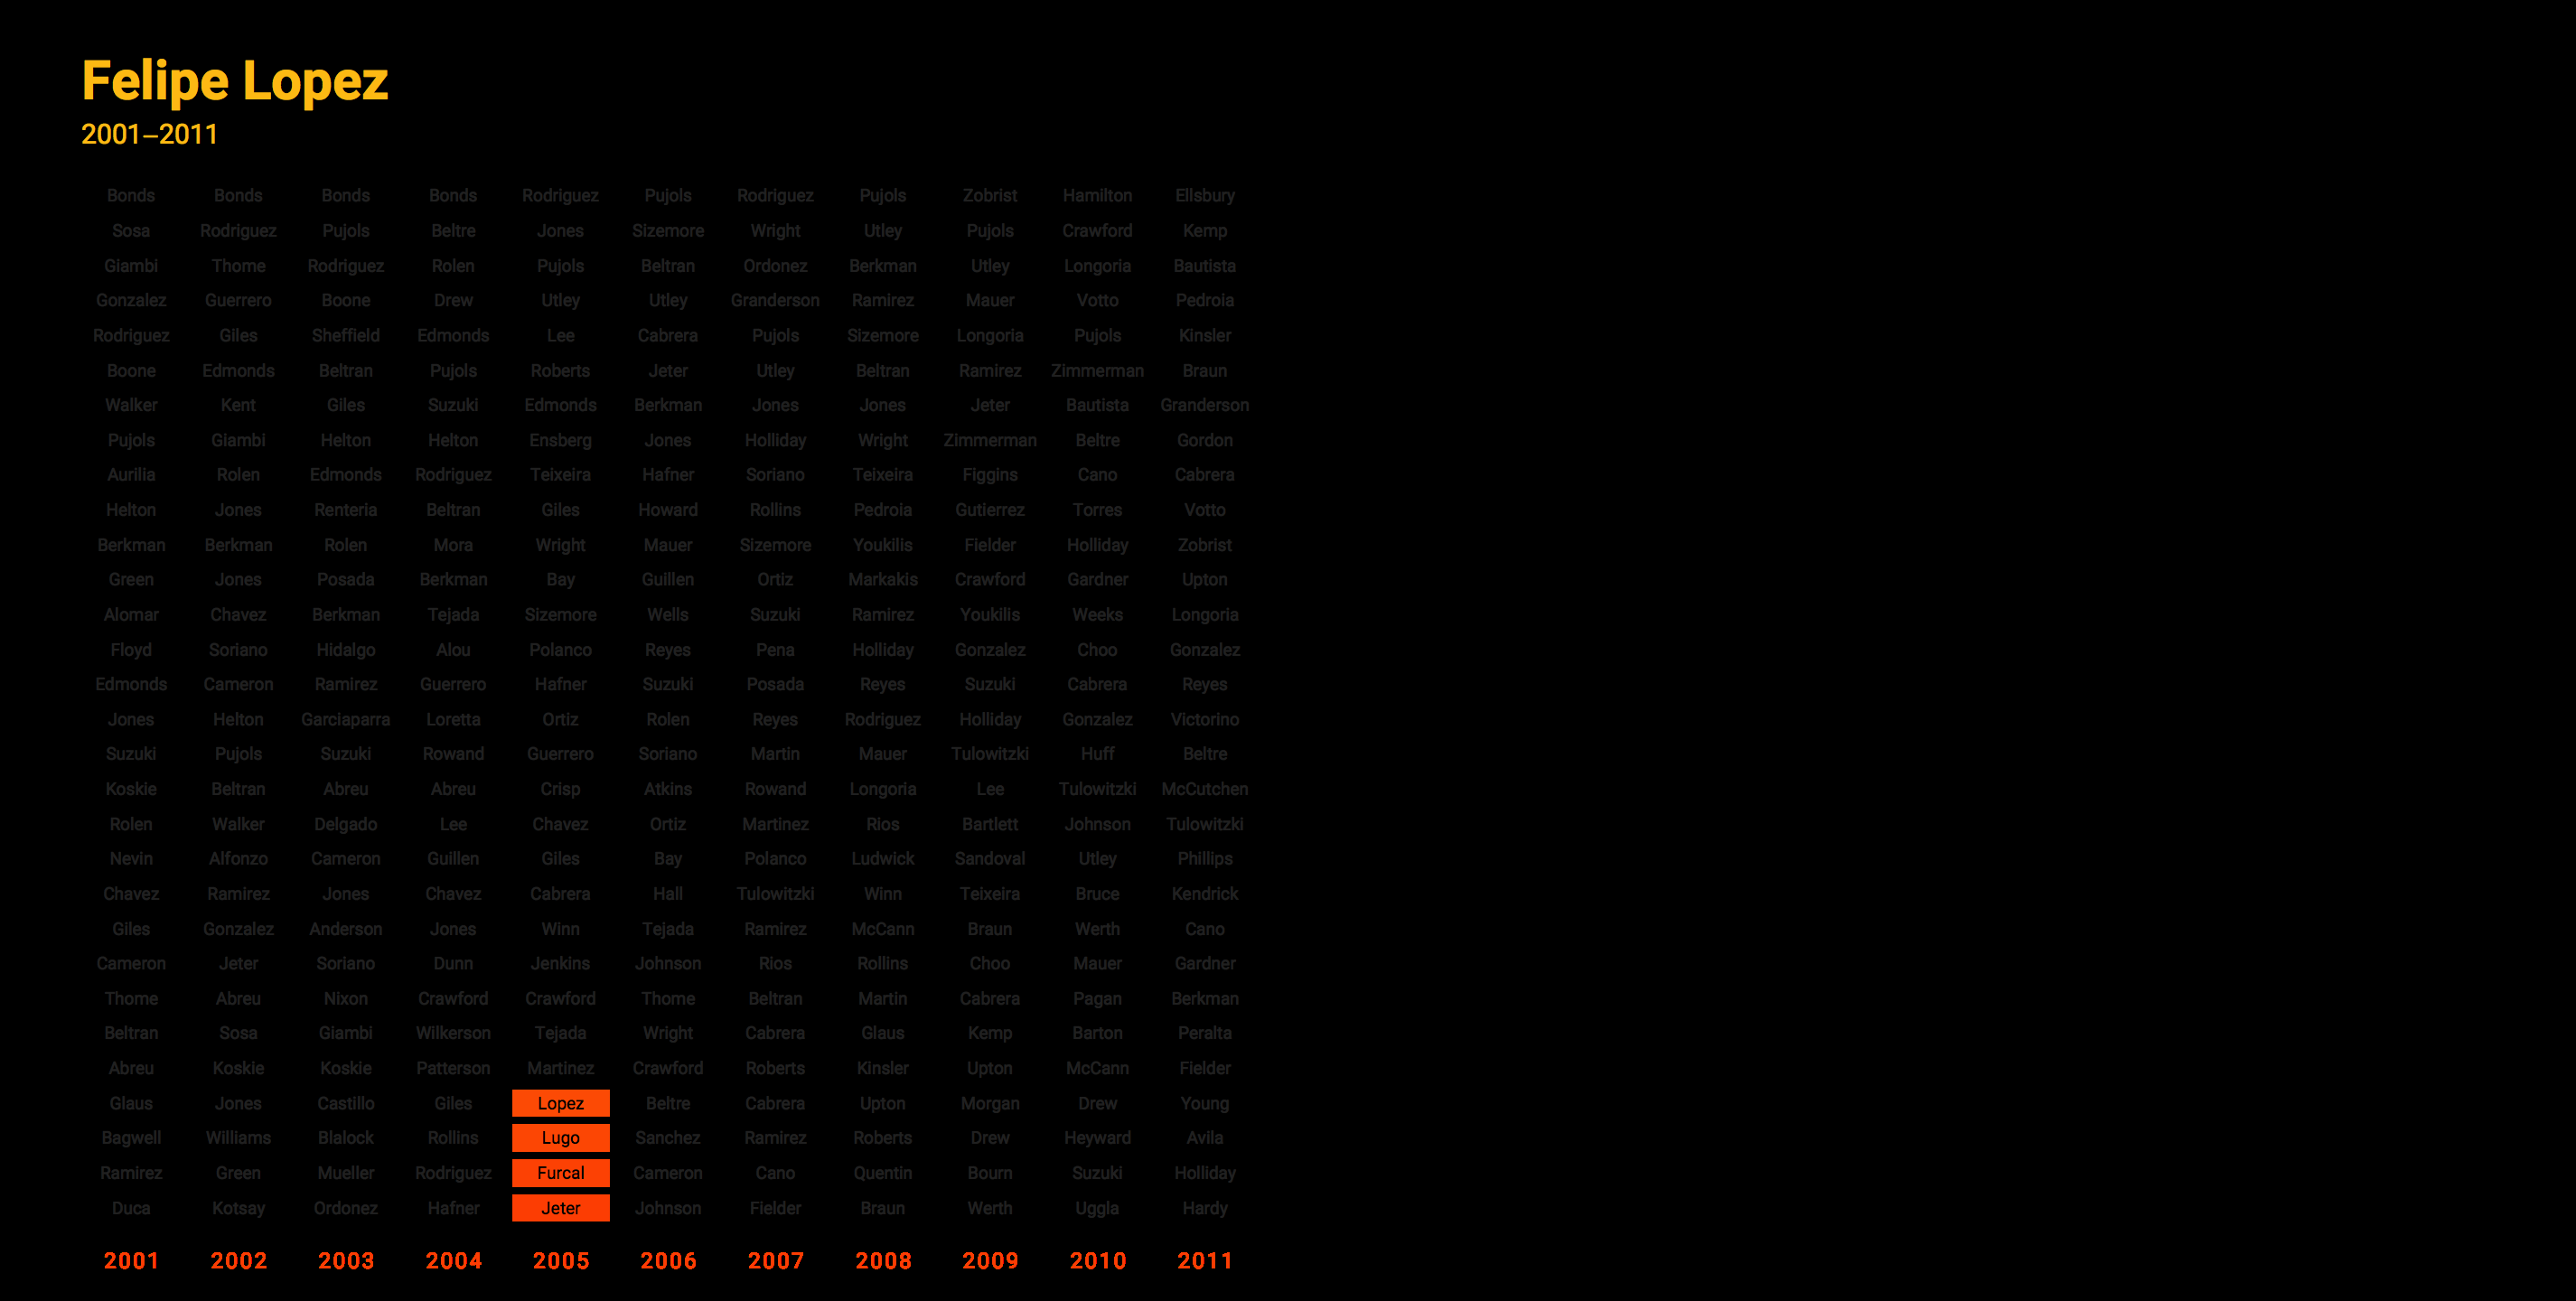 Felipe Lopez
2001–2011
Bonds Bonds Bonds Bonds Rodriguez Pujols Rodriguez Pujols Zobrist Hamilton Ellsbury
Sosa Rodriguez Pujols Beltre Jones Sizemore Wright Utley Pujols Crawford Kemp
Giambi Thome Rodriguez Rolen Pujols Beltran Ordonez Berkman Utley Longoria Bautista
Gonzalez Guerrero Boone Drew Utley Utley Granderson Ramirez Mauer Votto Pedroia
Rodriguez Giles Sheffield Edmonds Lee Cabrera Pujols Sizemore Longoria Pujols Kinsler
Boone Edmonds Beltran Pujols Roberts Jeter Utley Beltran Ramirez Zimmerman Braun
Walker Kent Giles Suzuki Edmonds Berkman Jones Jones Jeter Bautista Granderson
Pujols Giambi Helton Helton Ensberg Jones Holliday Wright Zimmerman Beltre Gordon
Aurilia Rolen Edmonds Rodriguez Teixeira Hafner Soriano Teixeira Figgins Cano Cabrera
Helton Jones Renteria Beltran Giles Howard Rollins Pedroia Gutierrez Torres Votto
Berkman Berkman Rolen Mora Wright Mauer Sizemore Youkilis Fielder Holliday Zobrist
Green Jones Posada Berkman Bay Guillen Ortiz Markakis Crawford Gardner Upton
Alomar Chavez Berkman Tejada Sizemore Wells Suzuki Ramirez Youkilis Weeks Longoria
Floyd Soriano Hidalgo Alou Polanco Reyes Pena Holliday Gonzalez Choo Gonzalez
Edmonds Cameron Ramirez Guerrero Hafner Suzuki Posada Reyes Suzuki Cabrera Reyes
Jones Helton Garciaparra Loretta Ortiz Rolen Reyes Rodriguez Holliday Gonzalez Victorino
Suzuki Pujols Suzuki Rowand Guerrero Soriano Martin Mauer Tulowitzki Huff Beltre
Koskie Beltran Abreu Abreu Crisp Atkins Rowand Longoria Lee Tulowitzki McCutchen
Rolen Walker Delgado Lee Chavez Ortiz Martinez Rios Bartlett Johnson Tulowitzki
Nevin Alfonzo Cameron Guillen Giles Bay Polanco Ludwick Sandoval Utley Phillips
Chavez Ramirez Jones Chavez Cabrera Hall Tulowitzki Winn Teixeira Bruce Kendrick
Giles Gonzalez Anderson Jones Winn Tejada Ramirez McCann Braun Werth Cano
Cameron Jeter Soriano Dunn Jenkins Johnson Rios Rollins Choo Mauer Gardner
Thome Abreu Nixon Crawford Crawford Thome Beltran Martin Cabrera Pagan Berkman
Beltran Sosa Giambi Wilkerson Tejada Wright Cabrera Glaus Kemp Barton Peralta
Abreu Koskie Koskie Patterson Martinez Crawford Roberts Kinsler Upton McCann Fielder
Glaus Jones Castillo Giles Lopez Beltre Cabrera Upton Morgan Drew Young
Bagwell Williams Blalock Rollins Lugo Sanchez Ramirez Roberts Drew Heyward Avila
Ramirez Green Mueller Rodriguez Furcal Cameron Cano Quentin Bourn Suzuki Holliday
Duca Kotsay Ordonez Hafner Jeter Johnson Fielder Braun Werth Uggla Hardy
2001 2002 2003 2004 2005 2006 2007 2008 2009 2010 2011